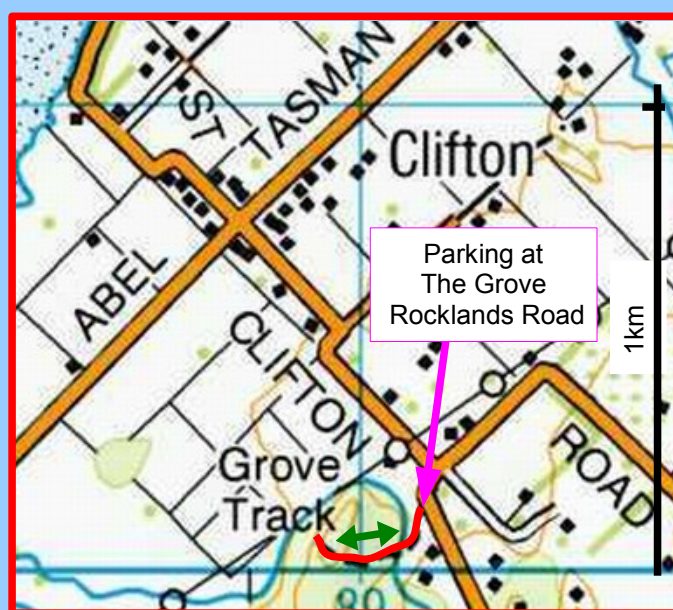 ST
TASMAN
Clifton
ABEL
Parking at
The Grove
Rocklands Road
1km
CLIFTON
Grove
Track
ROAD
80